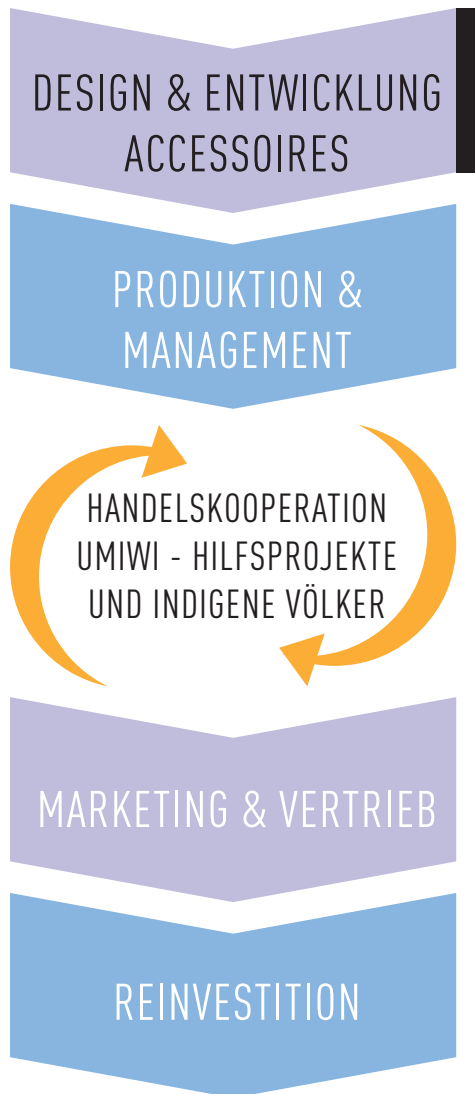 DESIGN & ENTWICKLUNG
ACCESSOIRES
PRODUKTION &
MANAGEMENT
HANDELSKOOPERATION
UMIWI - HILFSPROJEKTE
UND INDIGENE VÖLKER
MARKETING & VERTRIEB
REINVESTITION